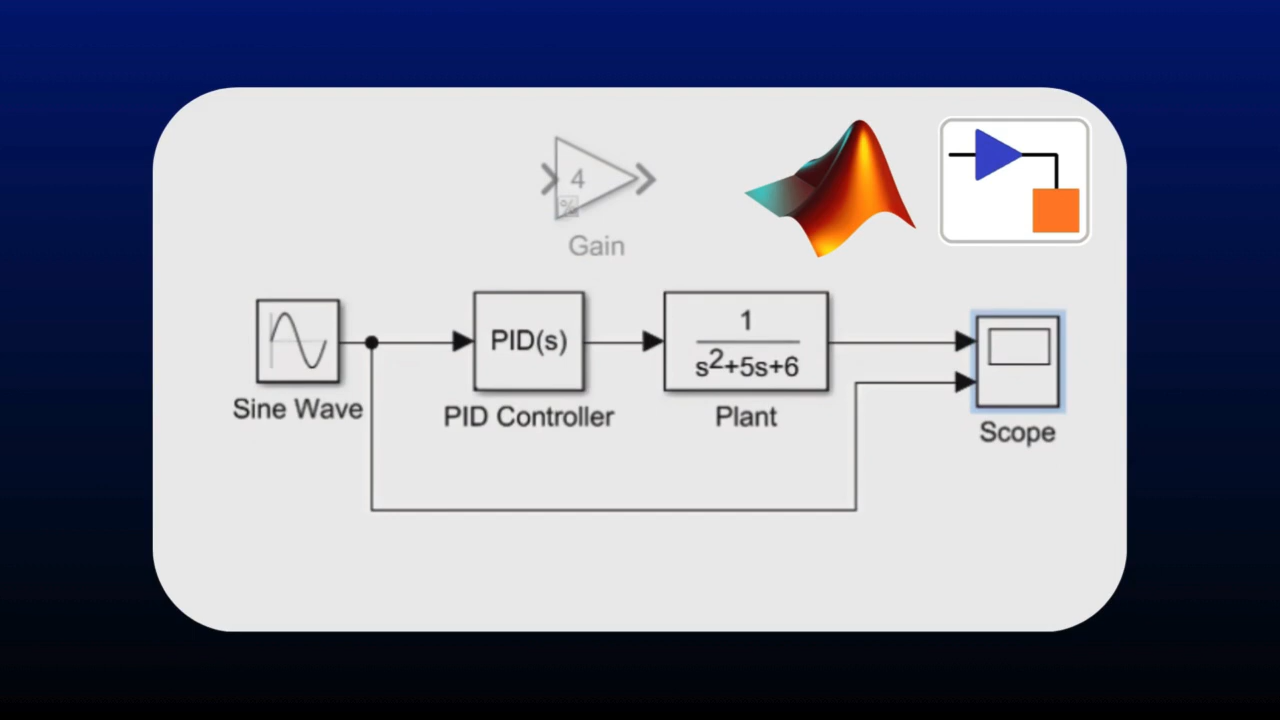 4
%
Gain
PID(s)
1
s²+5s+6
Sine Wave
PID Controller
Plant
Scope